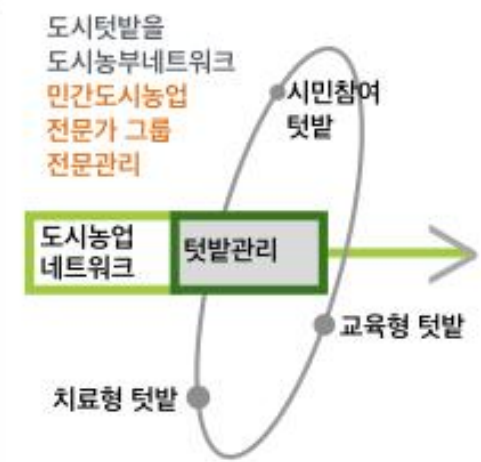 도시텃밭을
도시농부네트워크
민간도시농업
전문가 그룹
전문관리
시민참여
텃밭
도시농업
네트워크
텃밭관리
교육형 텃밭
치료형 텃밭